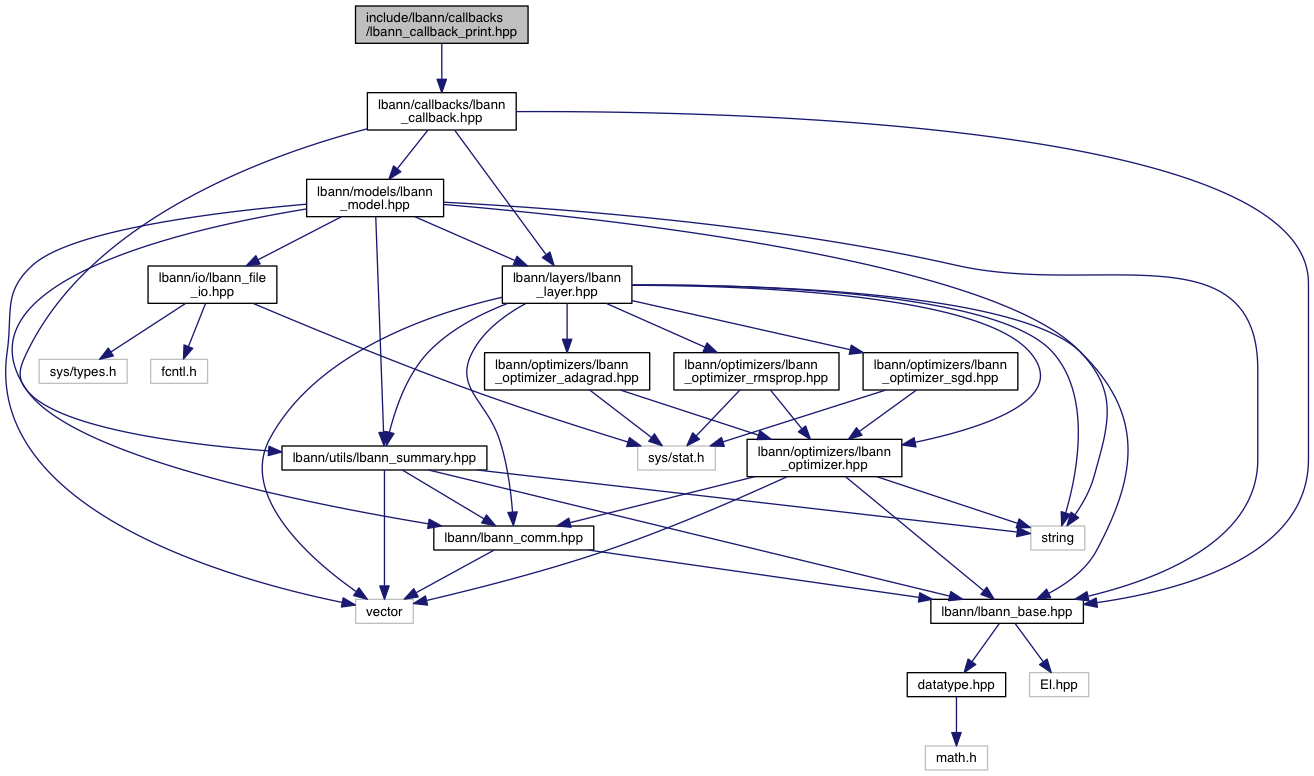 include/lbann/callbacks
/lbann_callback_print.hpp
lbann/callbacks/lbann
_callback.hpp
lbann/models/lbann
_model.hpp
lbann/io/lbann_file
_io.hpp
lbann/layers/lbann
_layer.hpp
sys/types.h
fcntl.h
lbann/optimizers/lbann
_optimizer_adagrad.hpp
lbann/optimizers/lbann
_optimizer_rmsprop.hpp
lbann/optimizers/lbann
_optimizer_sgd.hpp
lbann/utils/lbann_summary.hpp
sys/stat.h
lbann/optimizers/lbann
_optimizer.hpp
lbann/lbann_comm.hpp
string
vector
lbann/lbann_base.hpp
datatype.hpp
El.hpp
math.h